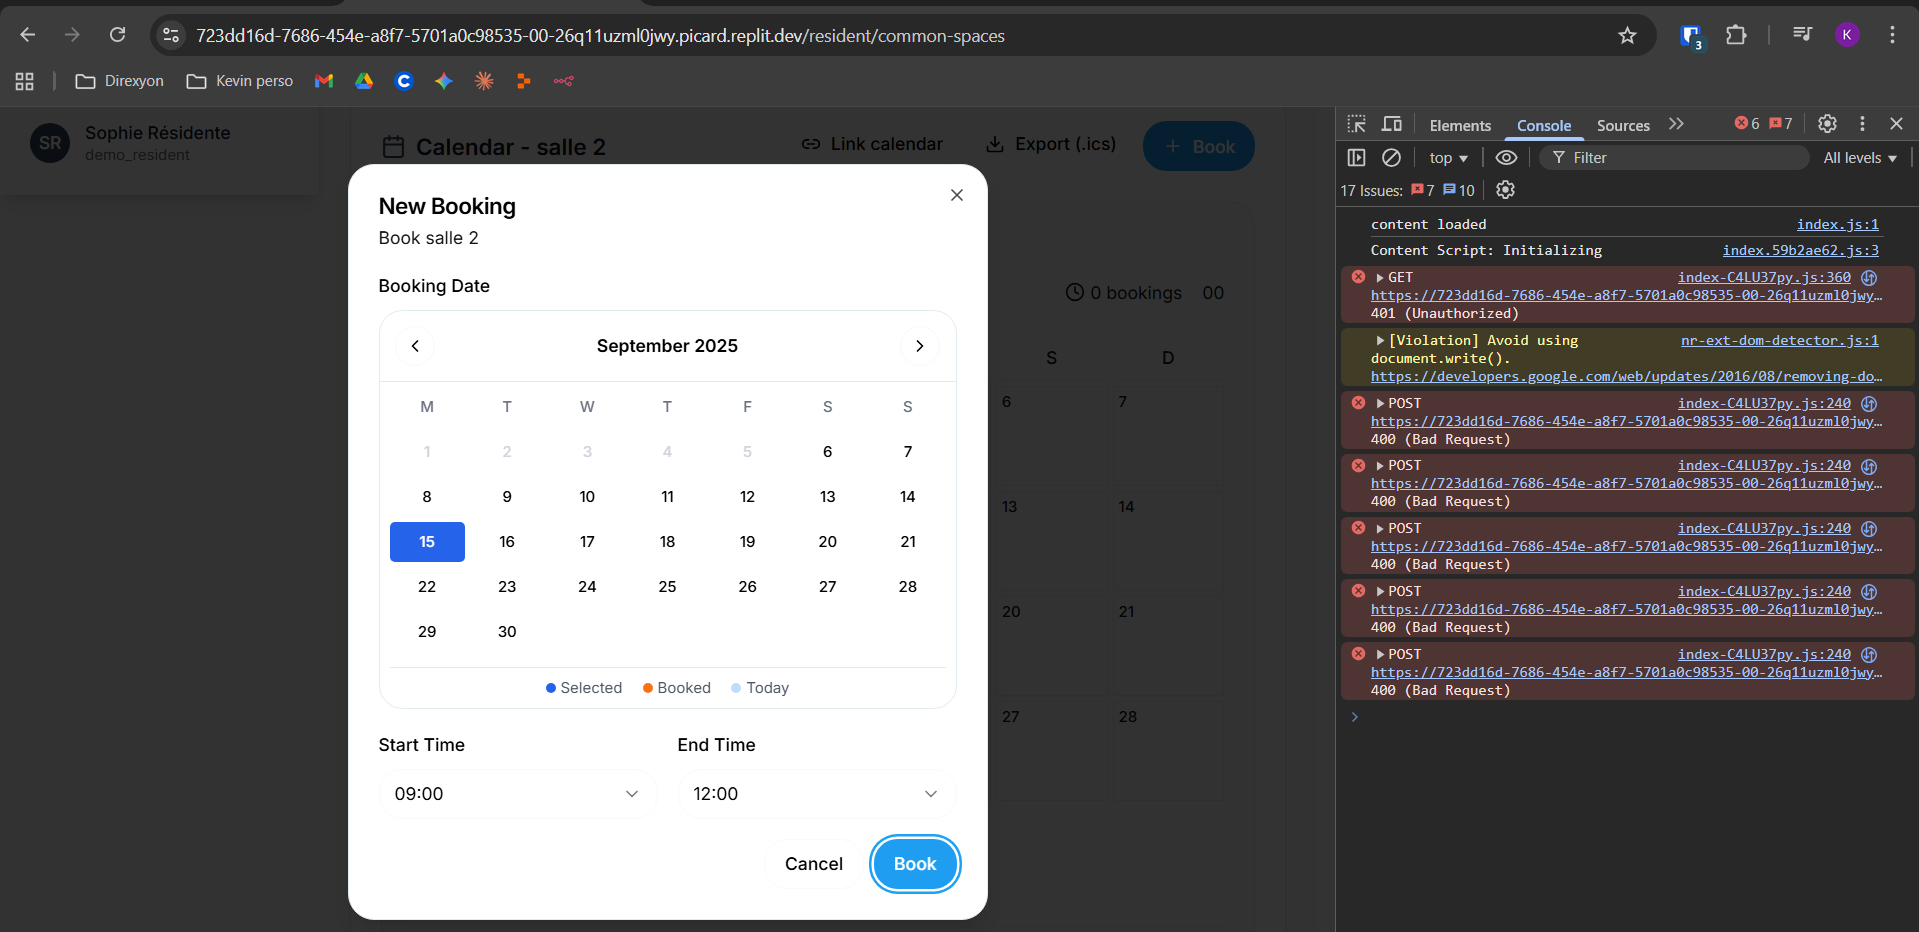 723dd16d-7686-454e-a8f7-5701a0c98535-00-26q11uzml0jwy.picard.replit.dev/resident/common-spaces
3
K
Direxyon
Kevin perso
SR
Sophie Résidente
demo_resident
Calendar - salle 2
Link calendar
Export (.ics)
+ Book
0 bookings
00
S D
6 7
13 14
20 21
27 28
New Booking
Book salle 2
Booking Date
September 2025
M T W T F S S
1 2 3 4 5 6 7
8 9 10 11 12 13 14
15 16 17 18 19 20 21
22 23 24 25 26 27 28
29 30
Selected Booked Today
Start Time End Time
09:00 12:00
Cancel Book
Elements Console Sources 6 7
top Filter All levels
17 Issues: 7 10
content loaded index.js:1
Content Script: Initializing index.59b2ae62.js:3
GET index-C4LU37py.js:360
https://723dd16d-7686-454e-a8f7-5701a0c98535-00-26q11uzml0jwy…
401 (Unauthorized)
[Violation] Avoid using nr-ext-dom-detector.js:1
document.write().
https://developers.google.com/web/updates/2016/08/removing-do…
POST index-C4LU37py.js:240
https://723dd16d-7686-454e-a8f7-5701a0c98535-00-26q11uzml0jwy…
400 (Bad Request)
POST index-C4LU37py.js:240
https://723dd16d-7686-454e-a8f7-5701a0c98535-00-26q11uzml0jwy…
400 (Bad Request)
POST index-C4LU37py.js:240
https://723dd16d-7686-454e-a8f7-5701a0c98535-00-26q11uzml0jwy…
400 (Bad Request)
POST index-C4LU37py.js:240
https://723dd16d-7686-454e-a8f7-5701a0c98535-00-26q11uzml0jwy…
400 (Bad Request)
POST index-C4LU37py.js:240
https://723dd16d-7686-454e-a8f7-5701a0c98535-00-26q11uzml0jwy…
400 (Bad Request)